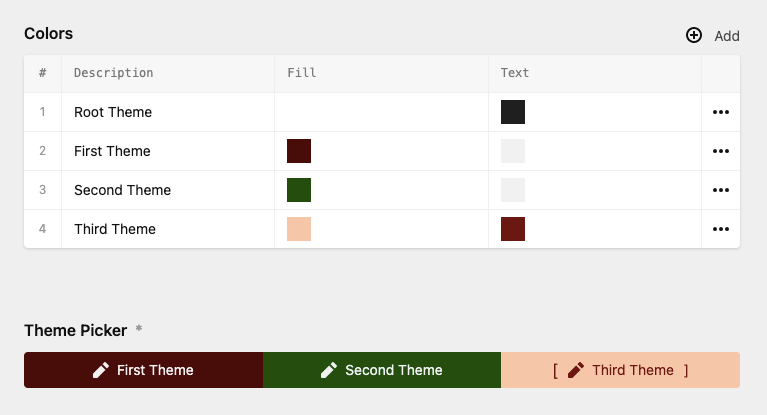 Colors
Add
# Description Fill Text
1 Root Theme
2 First Theme
3 Second Theme
4 Third Theme
Theme Picker *
First Theme Second Theme [ Third Theme ]